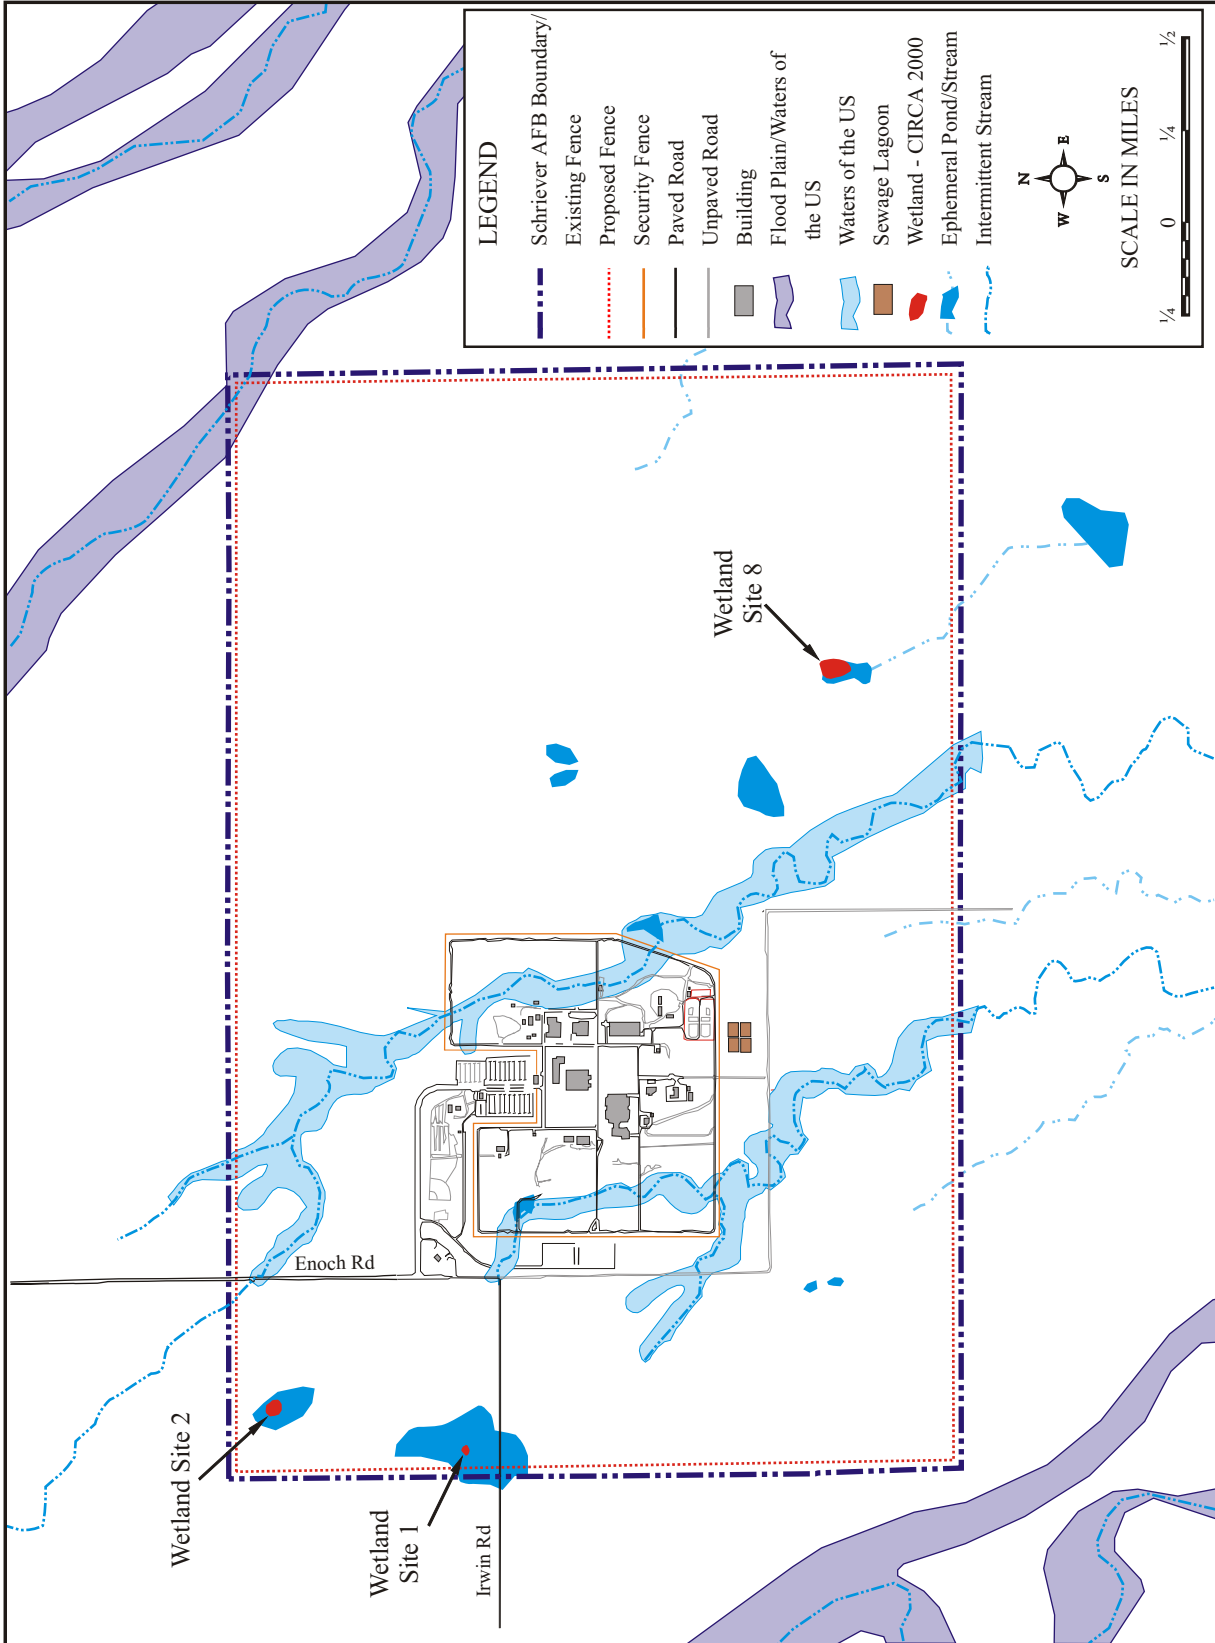 Wetland Site 2
Wetland
Site 1
Irwin Rd
Enoch Rd
Wetland
Site 8
LEGEND
Schriever AFB Boundary/
Existing Fence
Proposed Fence
Security Fence
Paved Road
Unpaved Road
Building
Flood Plain/Waters of
the US
Waters of the US
Sewage Lagoon
Wetland - CIRCA 2000
Ephemeral Pond/Stream
Intermittent Stream
N
W E
S
SCALE IN MILES
¼ 0 ¼ ½